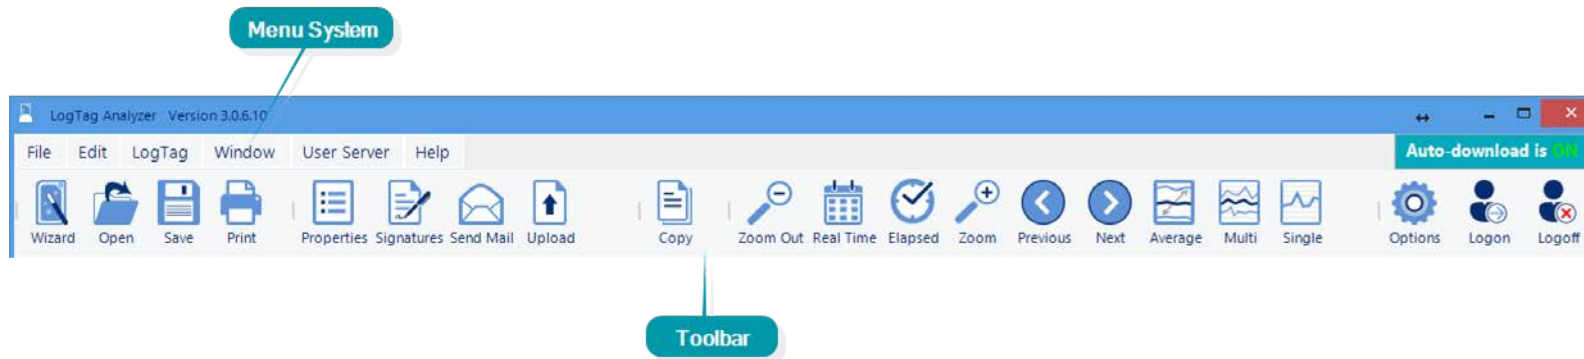 Menu System
LogTag Analyzer Version 3.0.6.10
File Edit LogTag Window User Server Help Auto-download is ON
Wizard Open Save Print Properties Signatures Send Mail Upload Copy Zoom Out Real Time Elapsed Zoom Previous Next Average Multi Single Options Logon Logoff
Toolbar